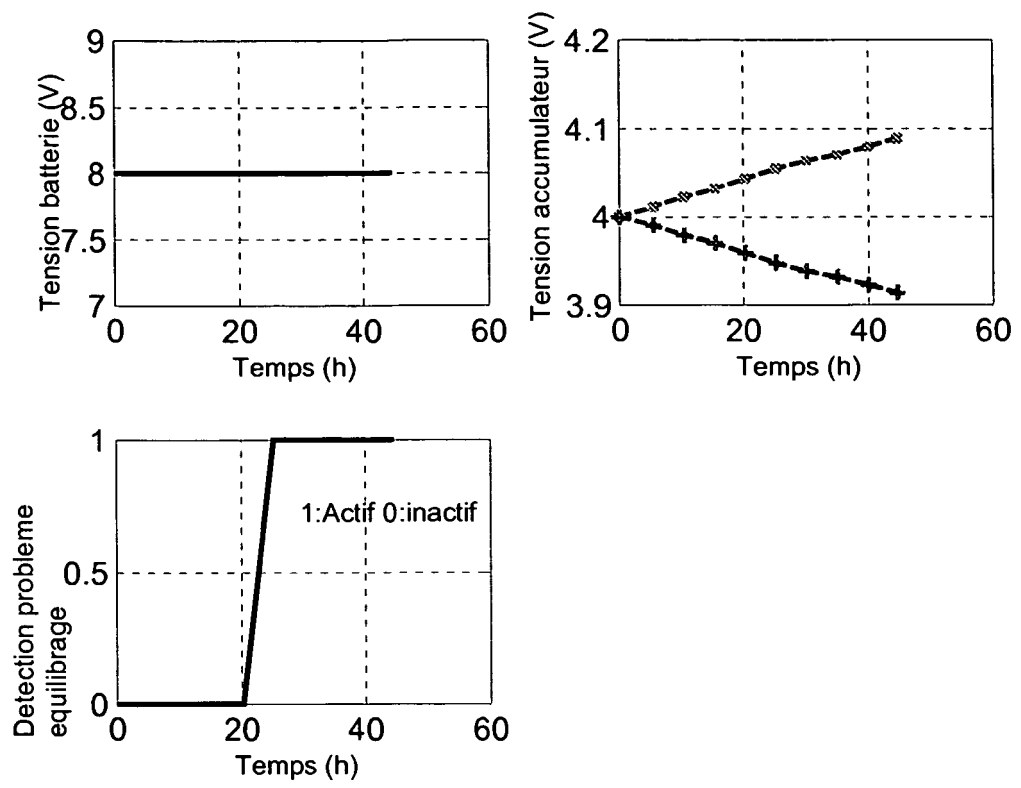 Tension batterie (V)
9
8.5
8
7.5
7
0 20 40 60
Temps (h)
Tension accumulateur (V)
4.2
4.1
4
3.9
0 20 40 60
Temps (h)
Detection probleme
equilibrage
1
0.5
0
1:Actif 0:inactif
0 20 40 60
Temps (h)